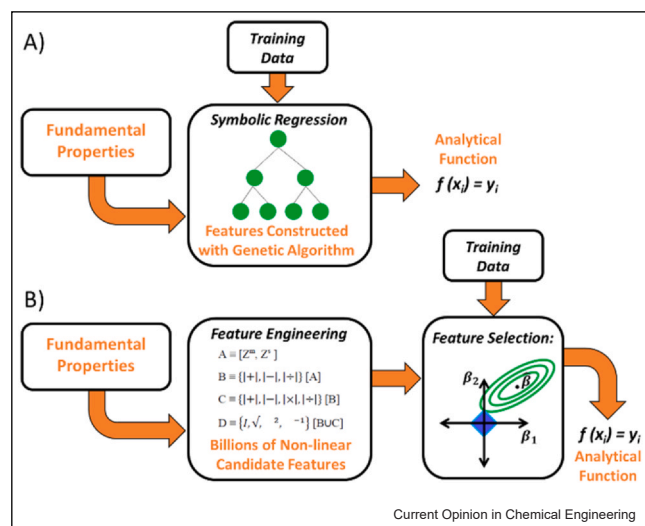 A)
Training
Data
Fundamental
Properties
Symbolic Regression
Features Constructed
with Genetic Algorithm
Analytical
Function
f (xᵢ) = yᵢ
B)
Fundamental
Properties
Feature Engineering
A = [Zᵐ, Zˢ ]
B = {|+|,|−|,|÷|} [A]
C = {|+|,|−|,|×|,|÷|} [B]
D = {I,√, ², ⁻¹} [B∪C]
Billions of Non-linear
Candidate Features
Training
Data
Feature Selection:
β₂
β̂
β₁
f (xᵢ) = yᵢ
Analytical
Function
Current Opinion in Chemical Engineering